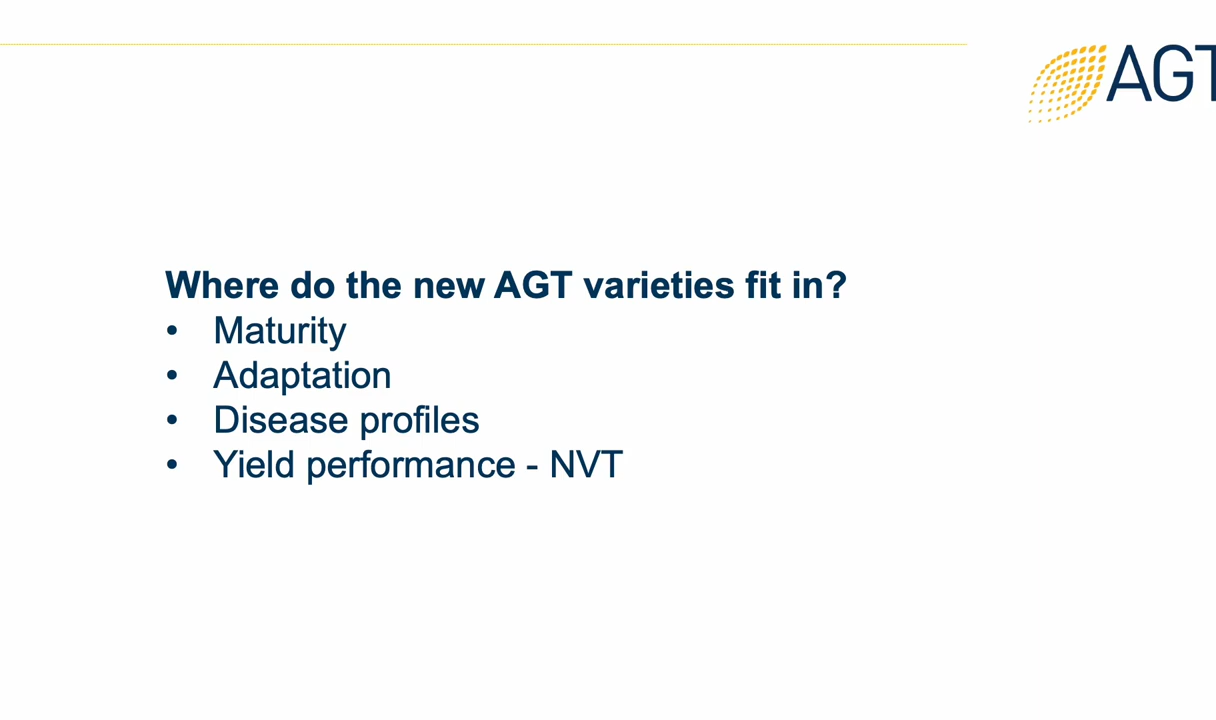 AGT
Where do the new AGT varieties fit in?
• Maturity
• Adaptation
• Disease profiles
• Yield performance - NVT